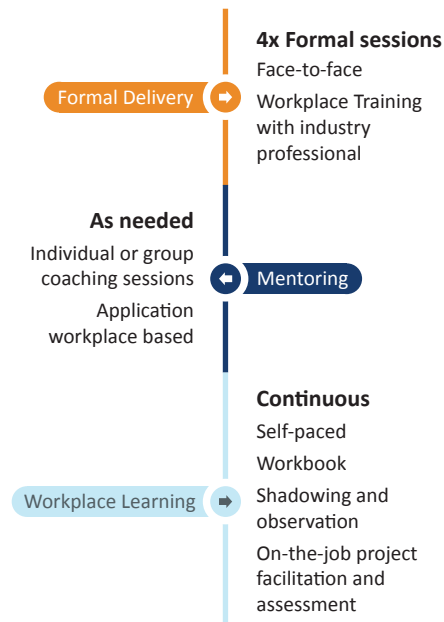 4x Formal sessions
Face-to-face
Formal Delivery
Workplace Training
with industry
professional
As needed
Individual or group
coaching sessions
Application
workplace based
Mentoring
Continuous
Self-paced
Workbook
Workplace Learning
Shadowing and
observation
On-the-job project
facilitation and
assessment